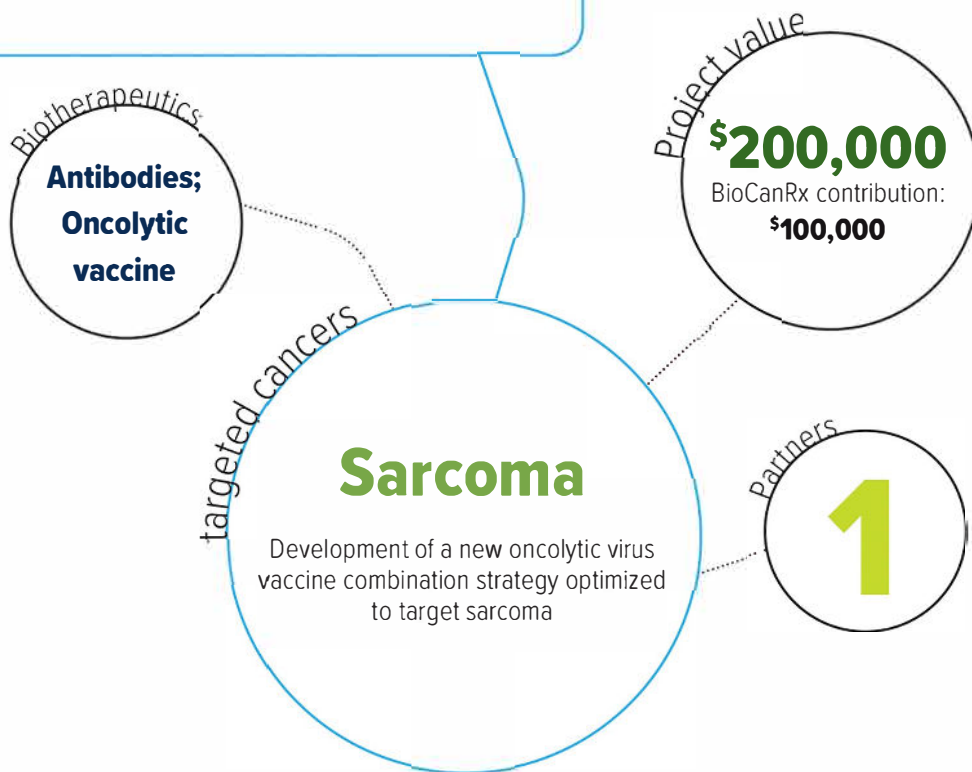 Biotherapeutics
Antibodies;
Oncolytic
vaccine
Project value
$200,000
BioCanRx contribution:
$100,000
targeted cancers
Sarcoma
Development of a new oncolytic virus
vaccine combination strategy optimized
to target sarcoma
Partners
1